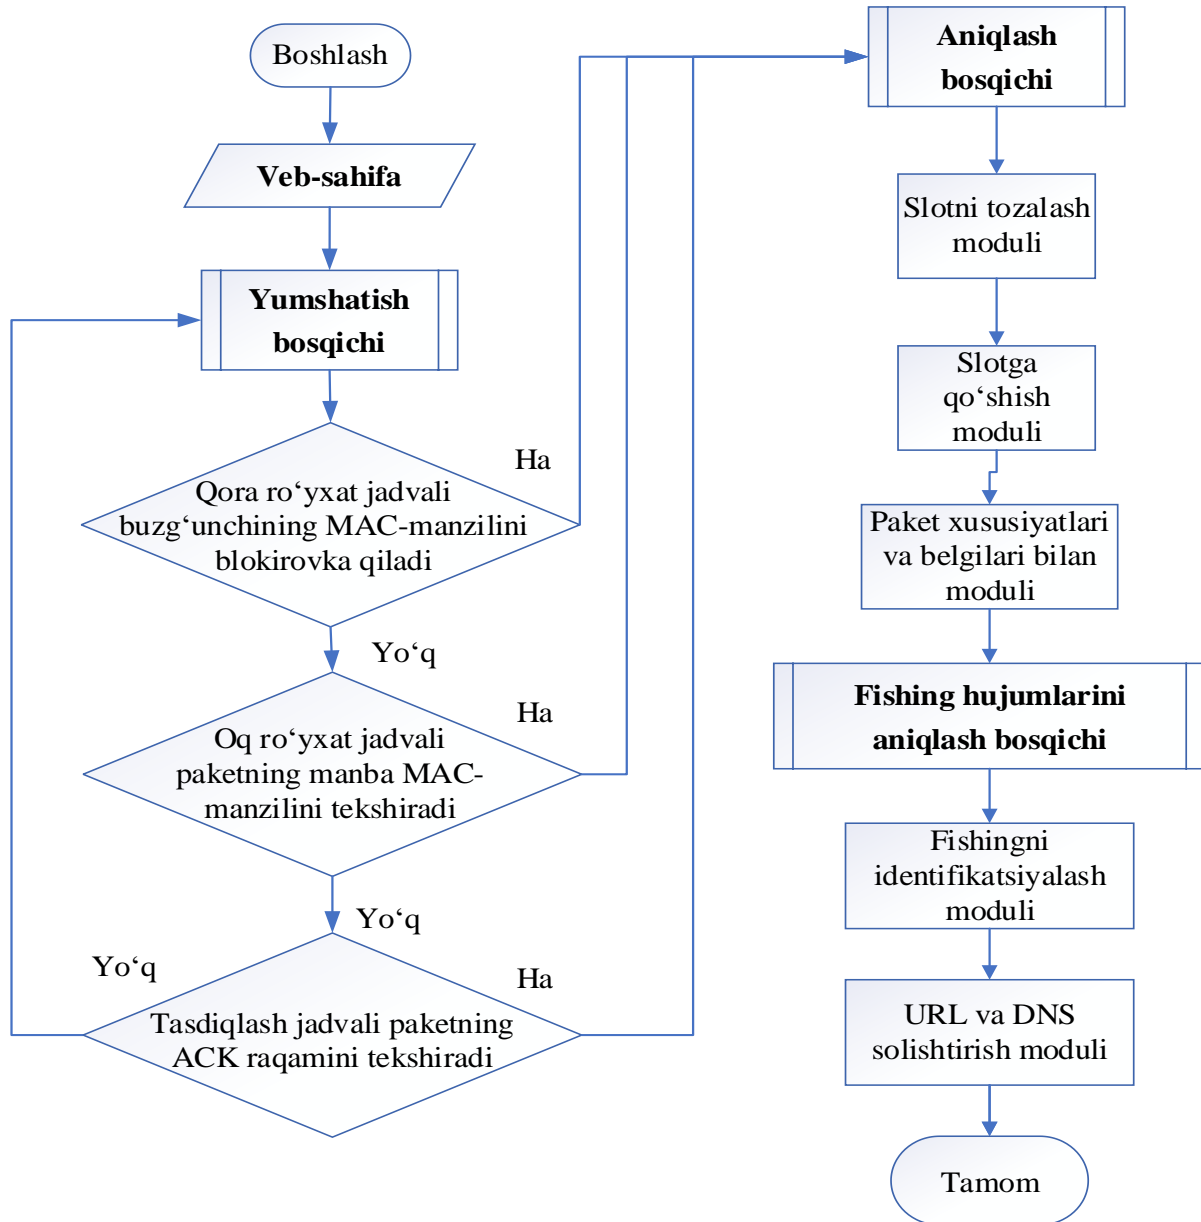 Boshlash
Veb-sahifa
Yumshatish
bosqichi
Ha
Qora ro‘yxat jadvali
buzg‘unchining MAC-manzilini
blokirovka qiladi
Yo‘q
Ha
Oq ro‘yxat jadvali
paketning manba MAC-
manzilini tekshiradi
Yo‘q
Yo‘q
Ha
Tasdiqlash jadvali paketning
ACK raqamini tekshiradi
Aniqlash
bosqichi
Slotni tozalash
moduli
Slotga
qo‘shish
moduli
Paket xususiyatlari
va belgilari bilan
moduli
Fishing hujumlarini
aniqlash bosqichi
Fishingni
identifikatsiyalash
moduli
URL va DNS
solishtirish moduli
Tamom